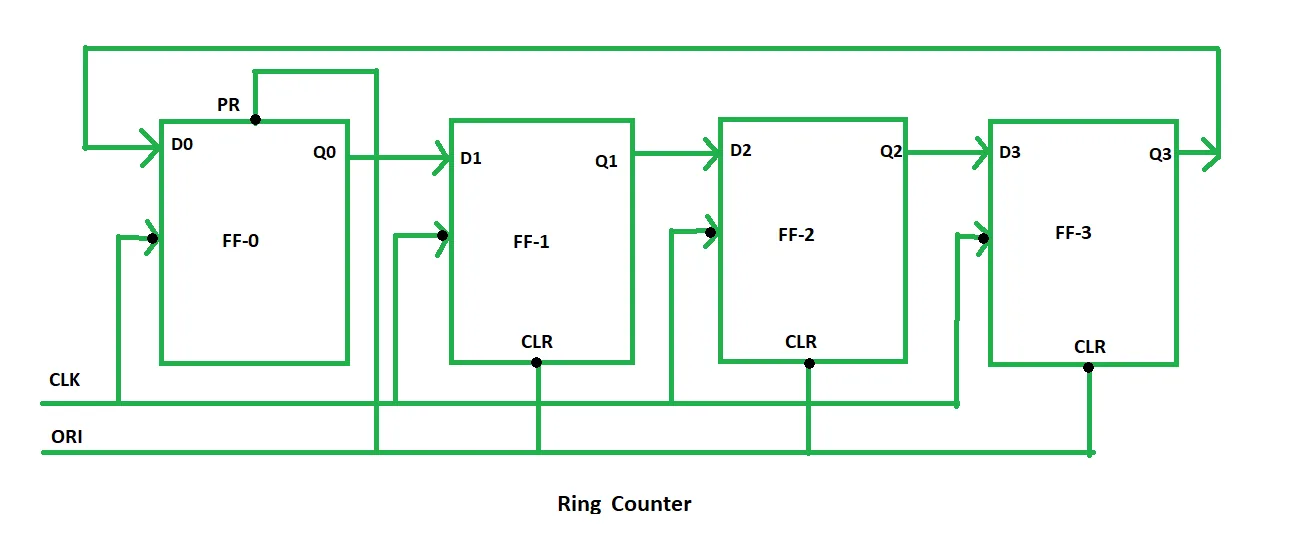 PR
D0
Q0
D1
Q1
D2
Q2
D3
Q3
FF-0
FF-1
FF-2
FF-3
CLR
CLR
CLR
CLK
ORI
Ring Counter